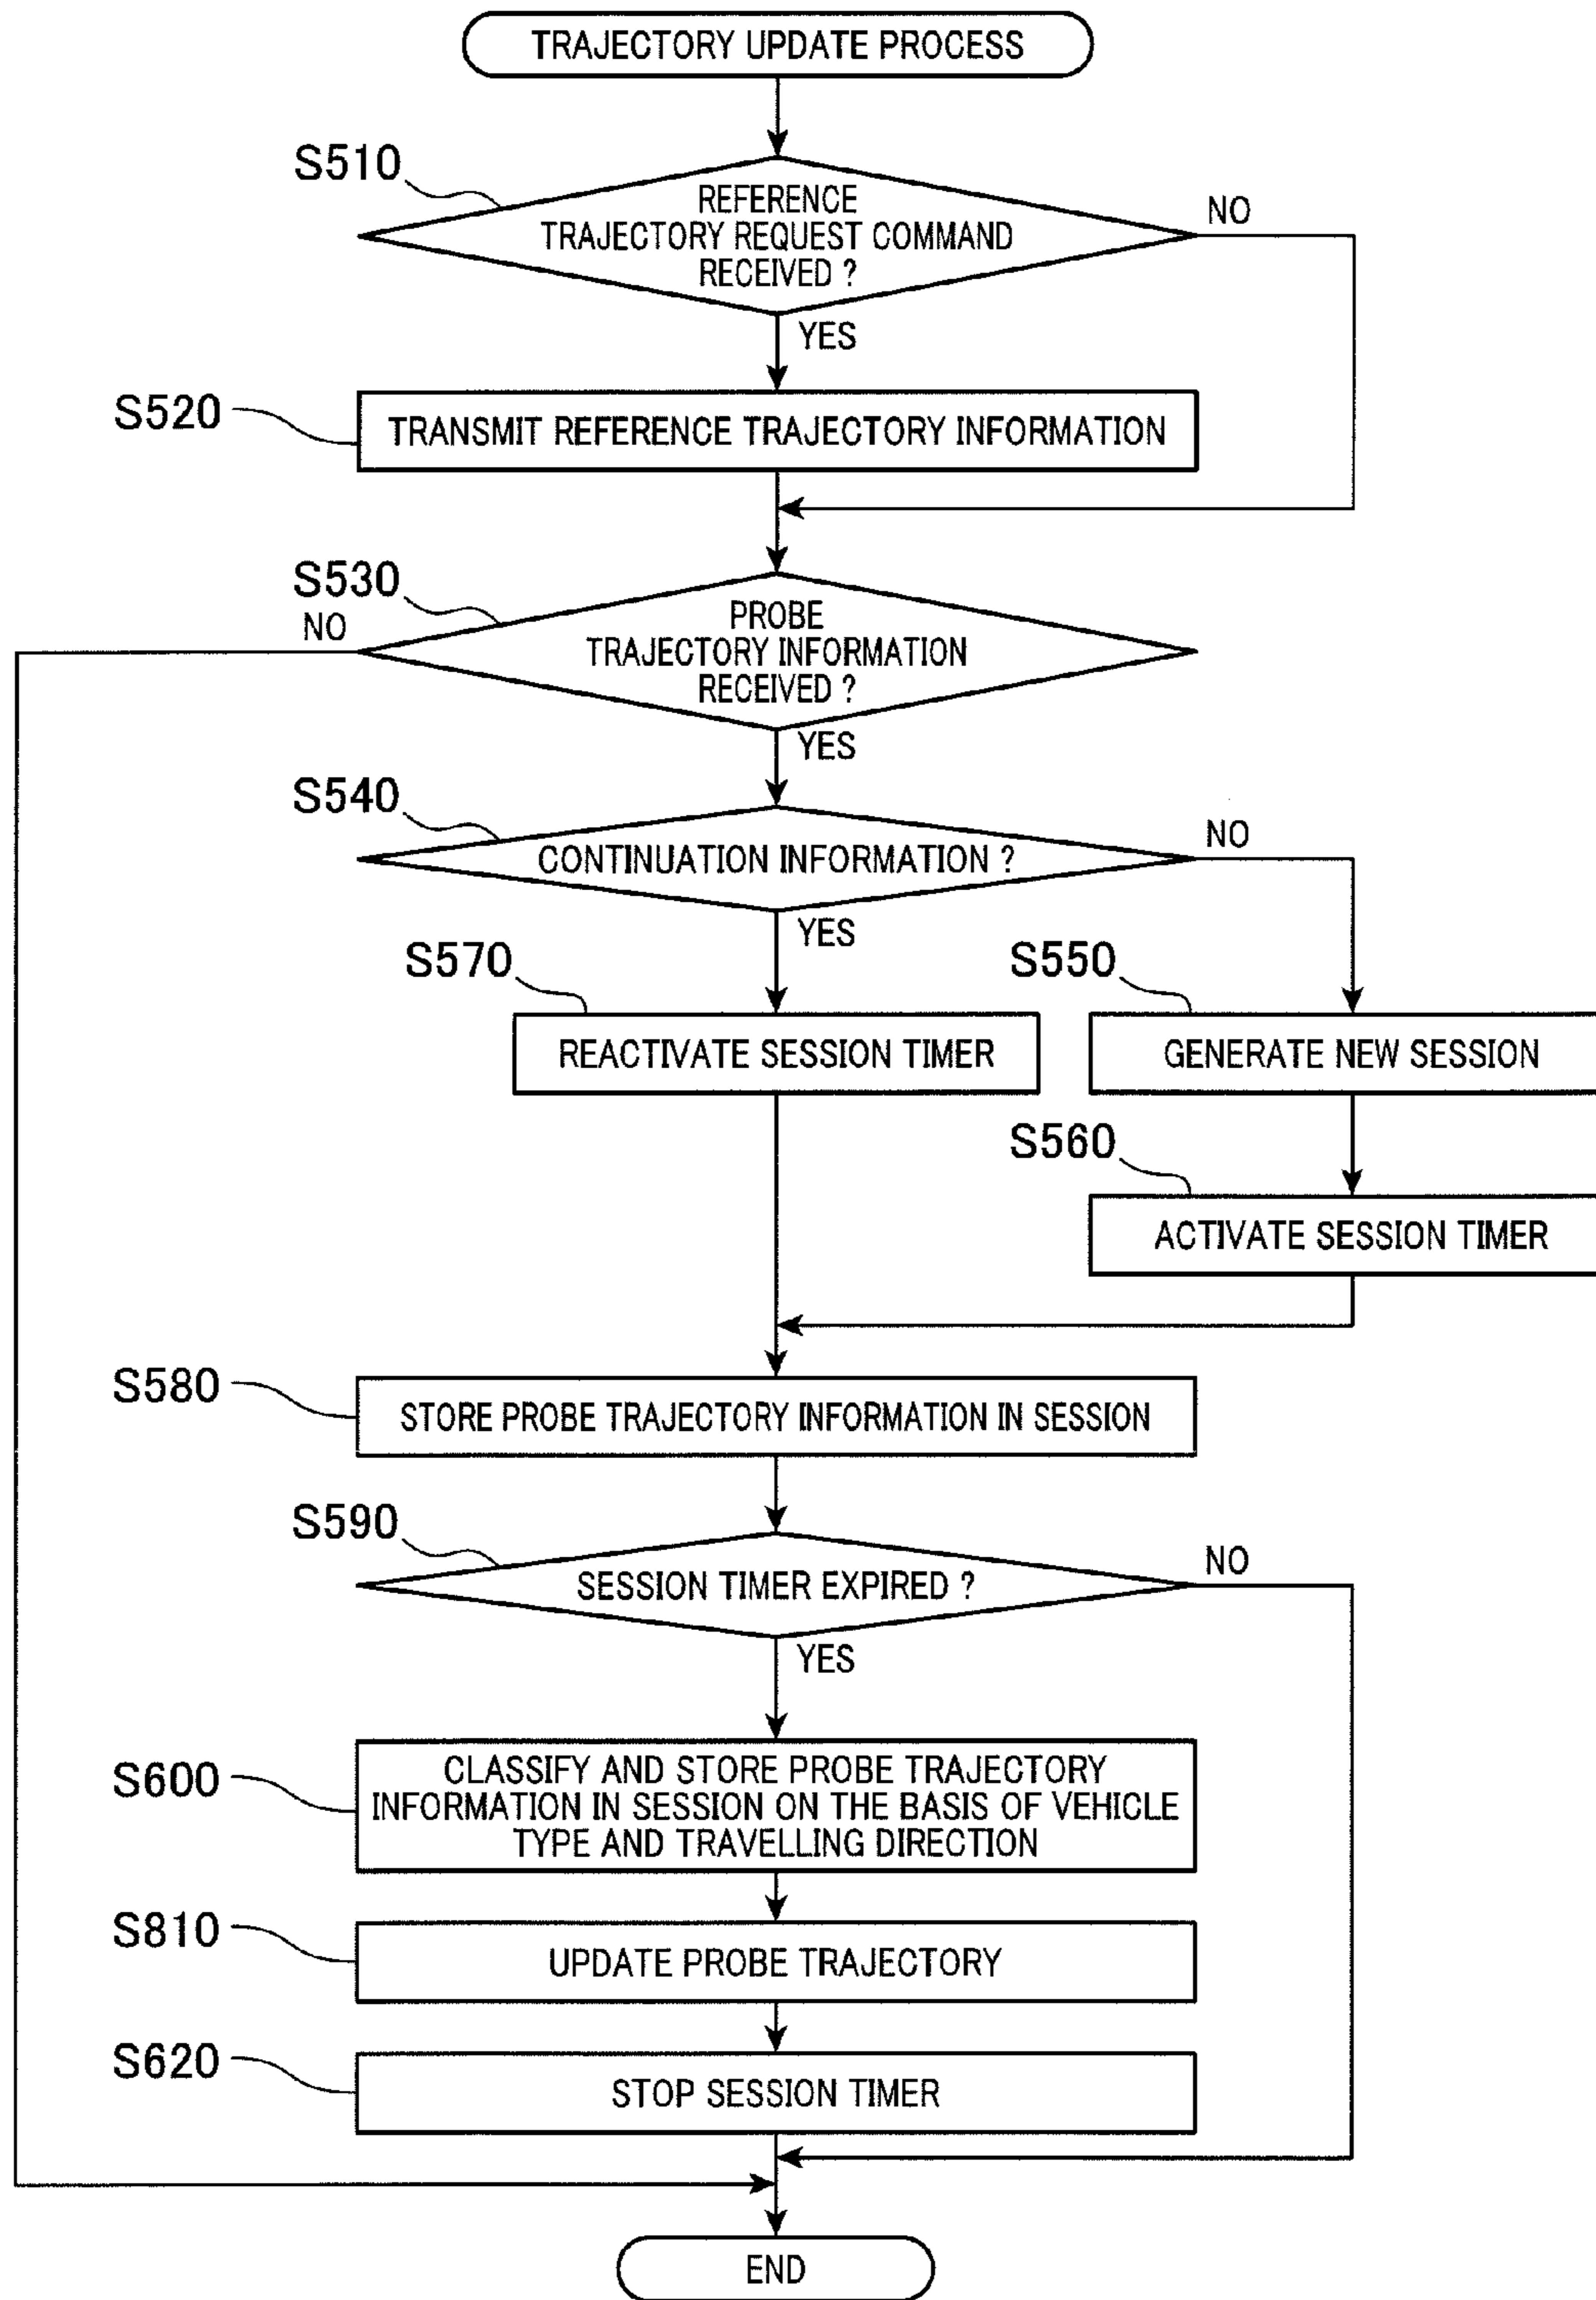 TRAJECTORY UPDATE PROCESS
S510
REFERENCE
TRAJECTORY REQUEST COMMAND
RECEIVED ?
NO
YES
S520
TRANSMIT REFERENCE TRAJECTORY INFORMATION
S530
NO
PROBE
TRAJECTORY INFORMATION
RECEIVED ?
YES
S540
CONTINUATION INFORMATION ?
NO
YES
S570
REACTIVATE SESSION TIMER
S550
GENERATE NEW SESSION
S560
ACTIVATE SESSION TIMER
S580
STORE PROBE TRAJECTORY INFORMATION IN SESSION
S590
SESSION TIMER EXPIRED ?
NO
YES
S600
CLASSIFY AND STORE PROBE TRAJECTORY
INFORMATION IN SESSION ON THE BASIS OF VEHICLE
TYPE AND TRAVELLING DIRECTION
S810
UPDATE PROBE TRAJECTORY
S620
STOP SESSION TIMER
END